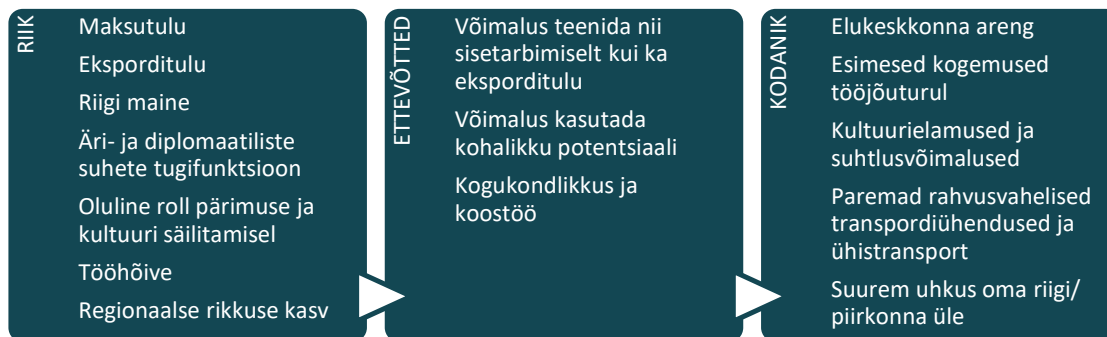 RIIK
Maksutulu
Eksporditulu
Riigi maine
Äri- ja diplomaatiliste
suhete tugifunktsioon
Oluline roll pärimuse ja
kultuuri säilitamisel
Tööhõive
Regionaalse rikkuse kasv
ETTEVÕTTED
Võimalus teenida nii
sisetarbimiselt kui ka
eksporditulu
Võimalus kasutada
kohalikku potentsiaali
Kogukondlikkus ja
koostöö
KODANIK
Elukeskkonna areng
Esimesed kogemused
tööjõuturul
Kultuurielamused ja
suhtlusvõimalused
Paremad rahvusvahelised
transpordiühendused ja
ühistransport
Suurem uhkus oma riigi/
piirkonna üle